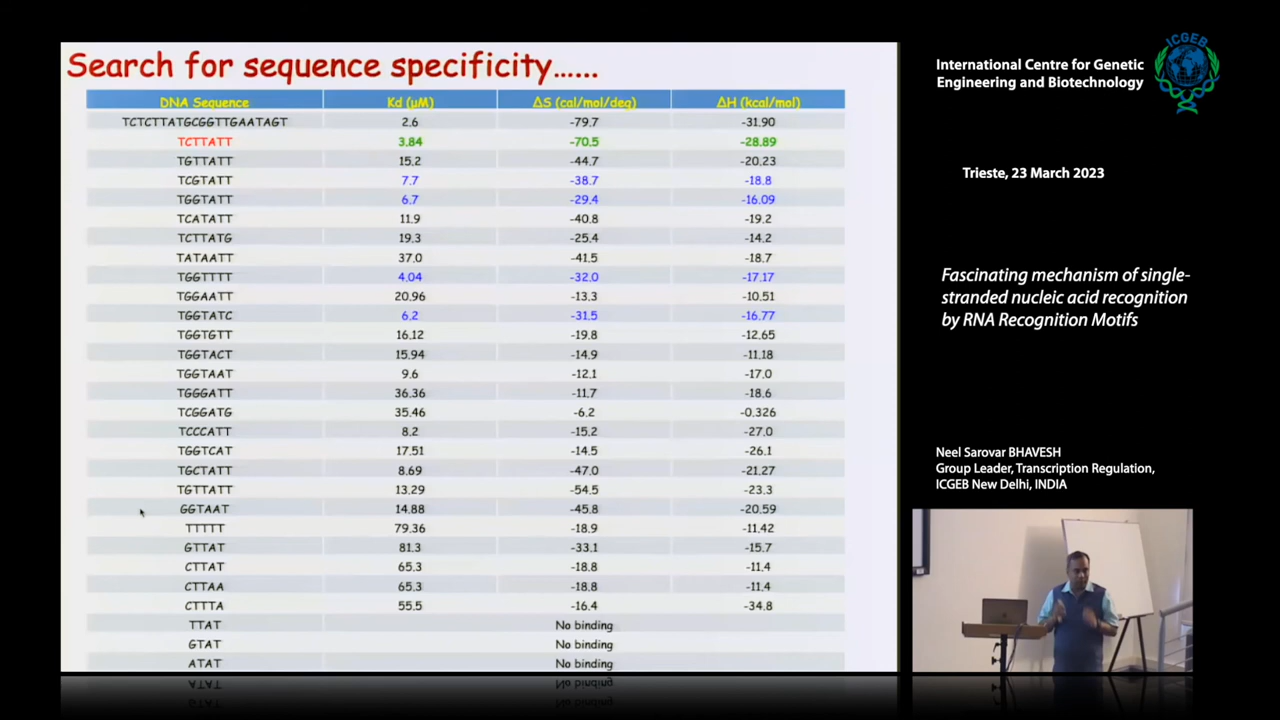 Search for sequence specificity......
DNA Sequence Kd (µM) ΔS (cal/mol/deg) ΔH (kcal/mol)
TCTCTTATGCGGTTGAATAGT 2.6 -79.7 -31.90
TCTTATT 3.84 -70.5 -28.89
TGTTATT 15.2 -44.7 -20.23
TCGTATT 7.7 -38.7 -18.8
TGGTATT 6.7 -29.4 -16.09
TCATATT 11.9 -40.8 -19.2
TCTTATG 19.3 -25.4 -14.2
TATAATT 37.0 -41.5 -18.7
TGGTTTT 4.04 -32.0 -17.17
TGGAATT 20.96 -13.3 -10.51
TGGTATC 6.2 -31.5 -16.77
TGGTGTT 16.12 -19.8 -12.65
TGGTACT 15.94 -14.9 -11.18
TGGTAAT 9.6 -12.1 -17.0
TGGGATT 36.36 -11.7 -18.6
TCGGATG 35.46 -6.2 -0.326
TCCCATT 8.2 -15.2 -27.0
TGGTCAT 17.51 -14.5 -26.1
TGCTATT 8.69 -47.0 -21.27
TGTTATT 13.29 -54.5 -23.3
GGTAAT 14.88 -45.8 -20.59
TTTTT 79.36 -18.9 -11.42
GTTAT 81.3 -33.1 -15.7
CTTAT 65.3 -18.8 -11.4
CTTAA 65.3 -18.8 -11.4
CTTTA 55.5 -16.4 -34.8
TTAT No binding
GTAT No binding
ATAT No binding
International Centre for Genetic
Engineering and Biotechnology
ICGEB
Trieste, 23 March 2023
Fascinating mechanism of single-
stranded nucleic acid recognition
by RNA Recognition Motifs
Neel Sarovar BHAVESH
Group Leader, Transcription Regulation,
ICGEB New Delhi, INDIA